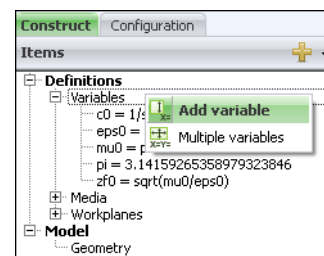 Construct Configuration
Items
Definitions
Variables
c0 = 1/s
Add variable
eps0 =
mu0 =
Multiple variables
pi = 3.14159265358979323846
zf0 = sqrt(mu0/eps0)
Media
Workplanes
Model
Geometry